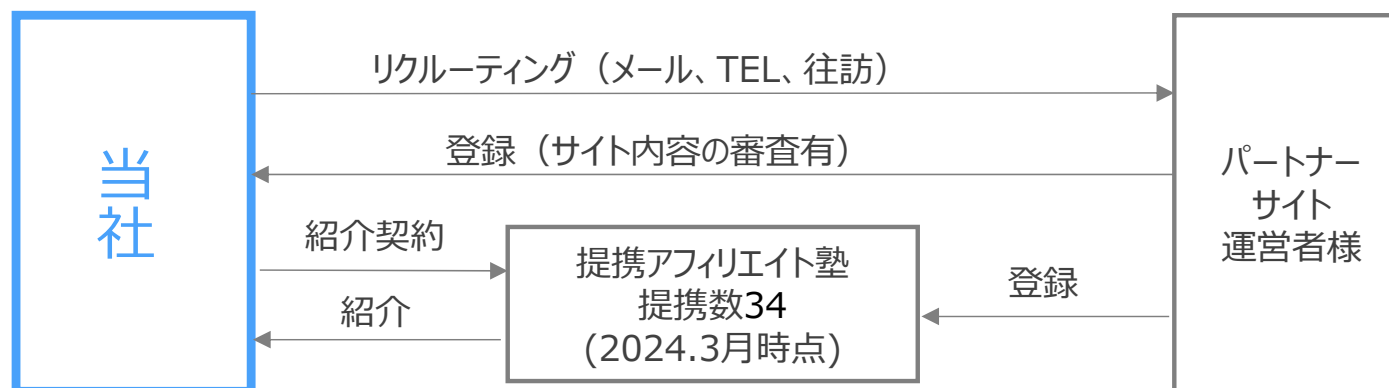 リクルーティング（メール、TEL、往訪）
登録（サイト内容の審査有）
当
社
パートナー
サイト
運営者様
紹介契約
紹介
提携アフィリエイト塾
提携数34
(2024.3月時点)
登録